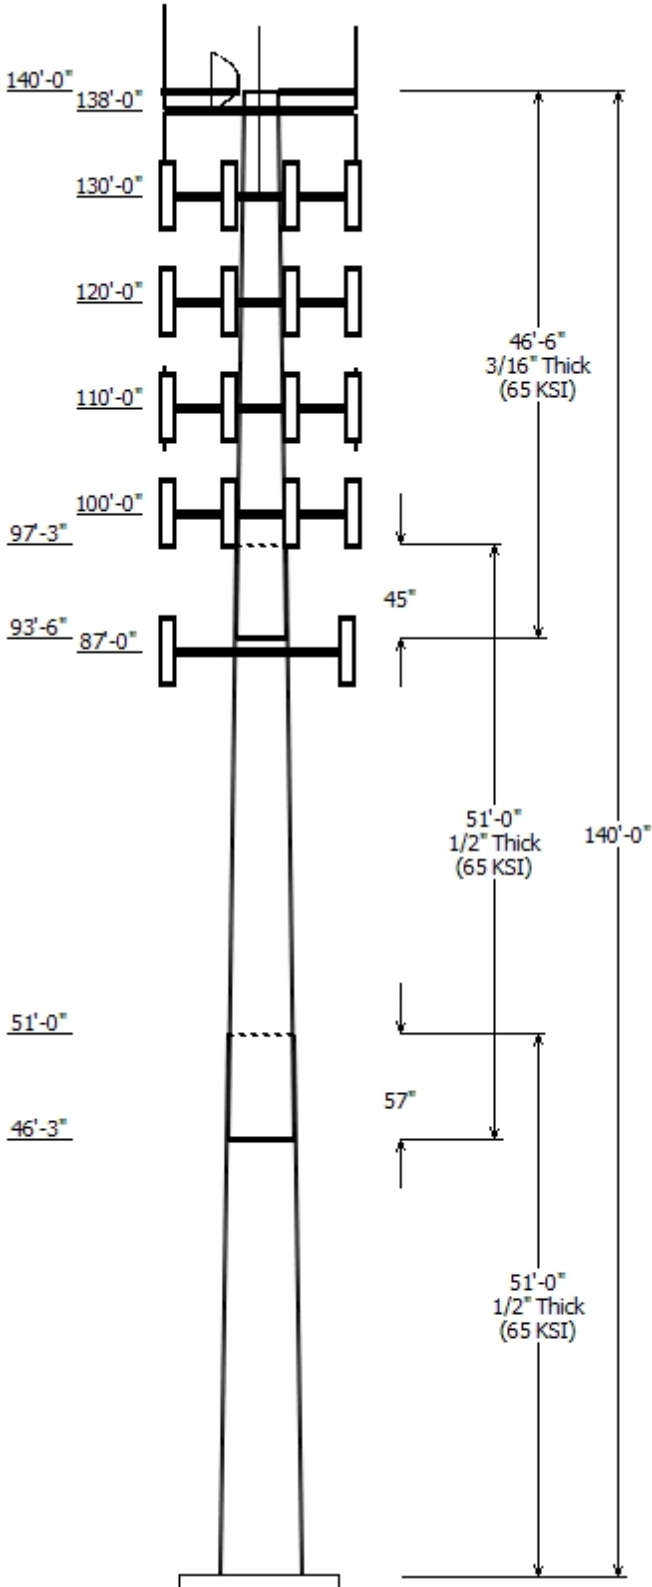 140'-0"
138'-0"
130'-0"
120'-0"
46'-6"
3/16" Thick
(65 KSI)
110'-0"
100'-0"
97'-3"
45"
93'-6"
87'-0"
51'-0"
1/2" Thick
(65 KSI)
140'-0"
51'-0"
57"
46'-3"
51'-0"
1/2" Thick
(65 KSI)